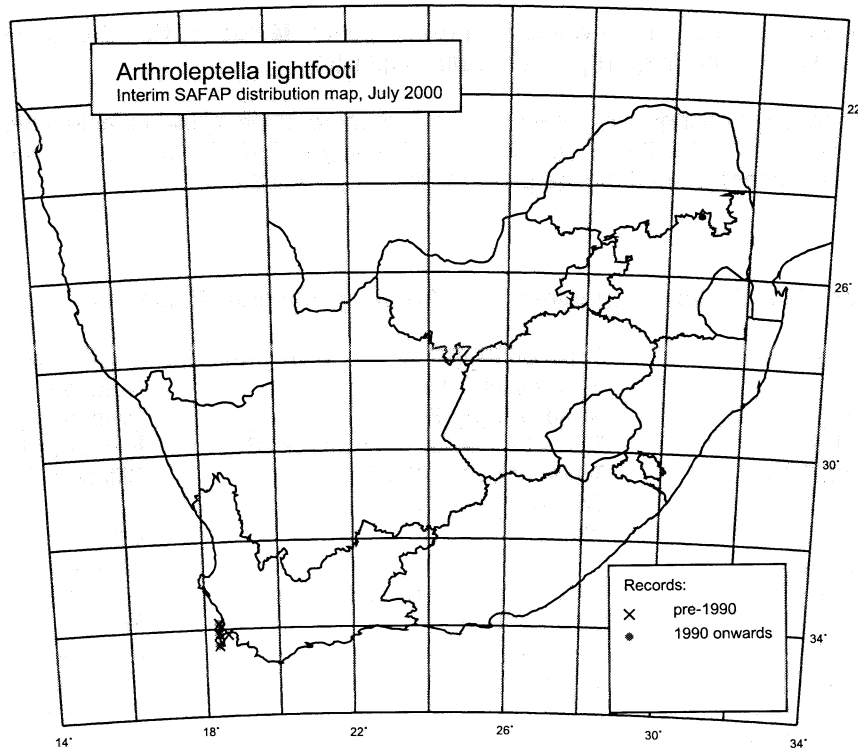 Arthroleptella lightfooti
Interim SAFAP distribution map, July 2000
22
26°
30°
Records:
pre-1990
1990 onwards
34°
14° 18° 22° 26° 30° 34°